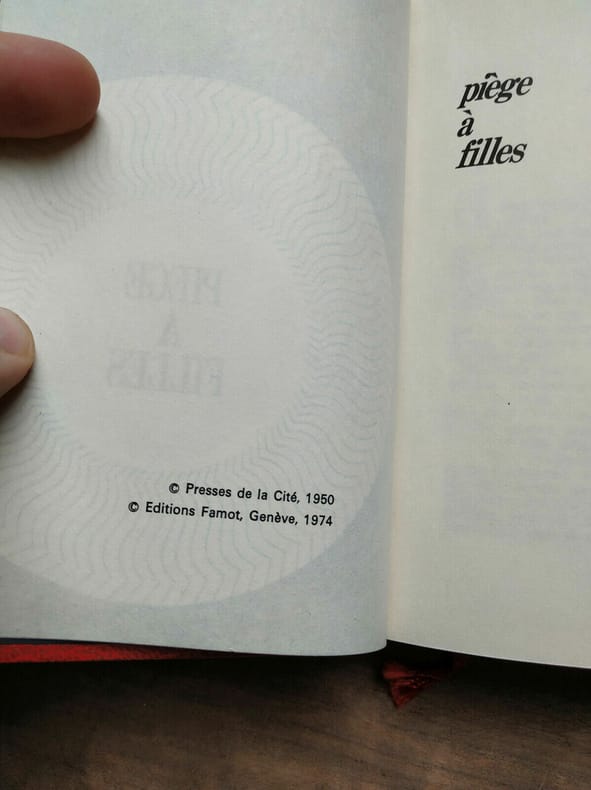 © Presses de la Cité, 1950
© Editions Famot, Genève, 1974
piège
à
filles